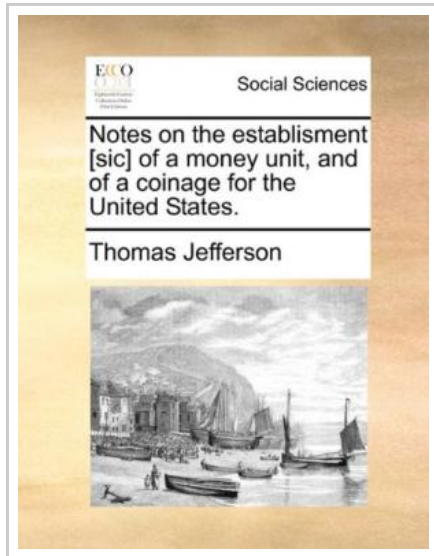 ECCO
Social Sciences
Notes on the establisment
[sic] of a money unit, and
of a coinage for the
United States.
Thomas Jefferson